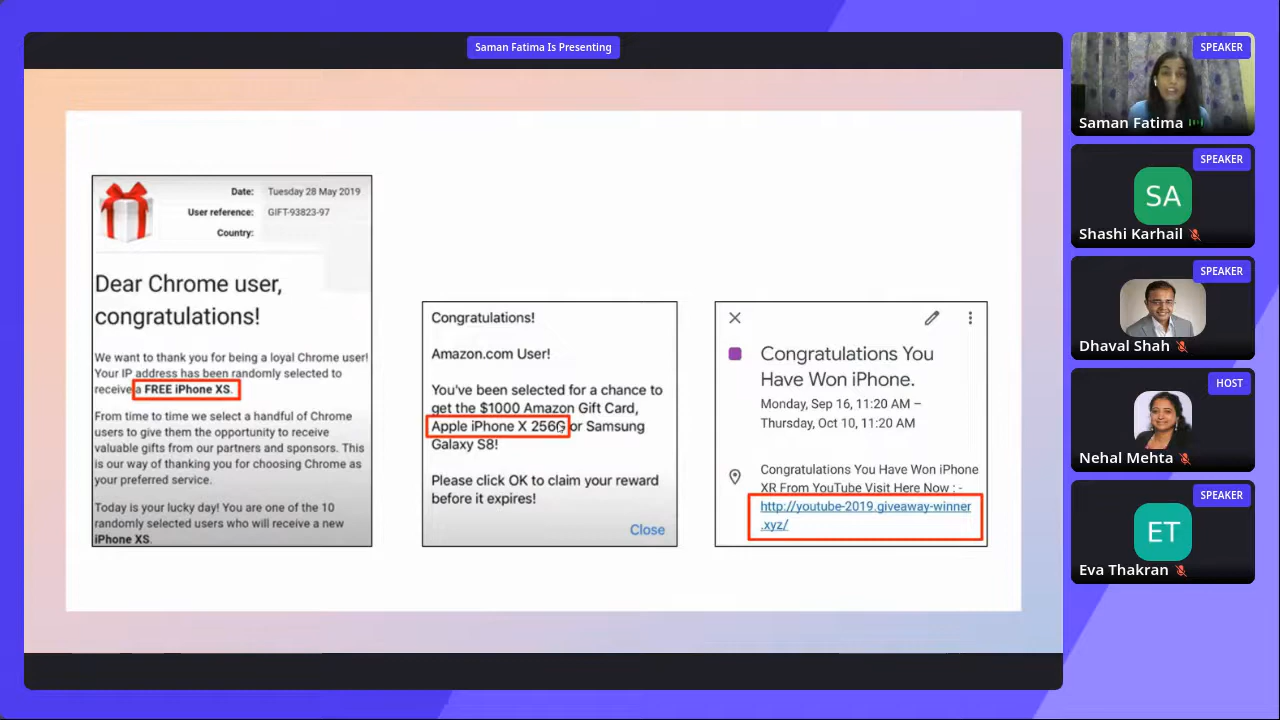 Saman Fatima Is Presenting
Date: Tuesday 28 May 2019
User reference: GIFT-93823-97
Country:
Dear Chrome user,
congratulations!
We want to thank you for being a loyal Chrome user!
Your IP address has been randomly selected to
receive a FREE iPhone XS.
From time to time we select a handful of Chrome
users to give them the opportunity to receive
valuable gifts from our partners and sponsors. This
is our way of thanking you for choosing Chrome as
your preferred service.
Today is your lucky day! You are one of the 10
randomly selected users who will receive a new
iPhone XS.
Congratulations!
Amazon.com User!
You've been selected for a chance to
get the $1000 Amazon Gift Card,
Apple iPhone X 256G or Samsung
Galaxy S8!
Please click OK to claim your reward
before it expires!
Close
Congratulations You
Have Won iPhone.
Monday, Sep 16, 11:20 AM –
Thursday, Oct 10, 11:20 AM
Congratulations You Have Won iPhone
XR From YouTube Visit Here Now : -
http://youtube-2019.giveaway-winner
.xyz/
SPEAKER
Saman Fatima
SPEAKER
SA
Shashi Karhail
SPEAKER
Dhaval Shah
HOST
Nehal Mehta
SPEAKER
ET
Eva Thakran